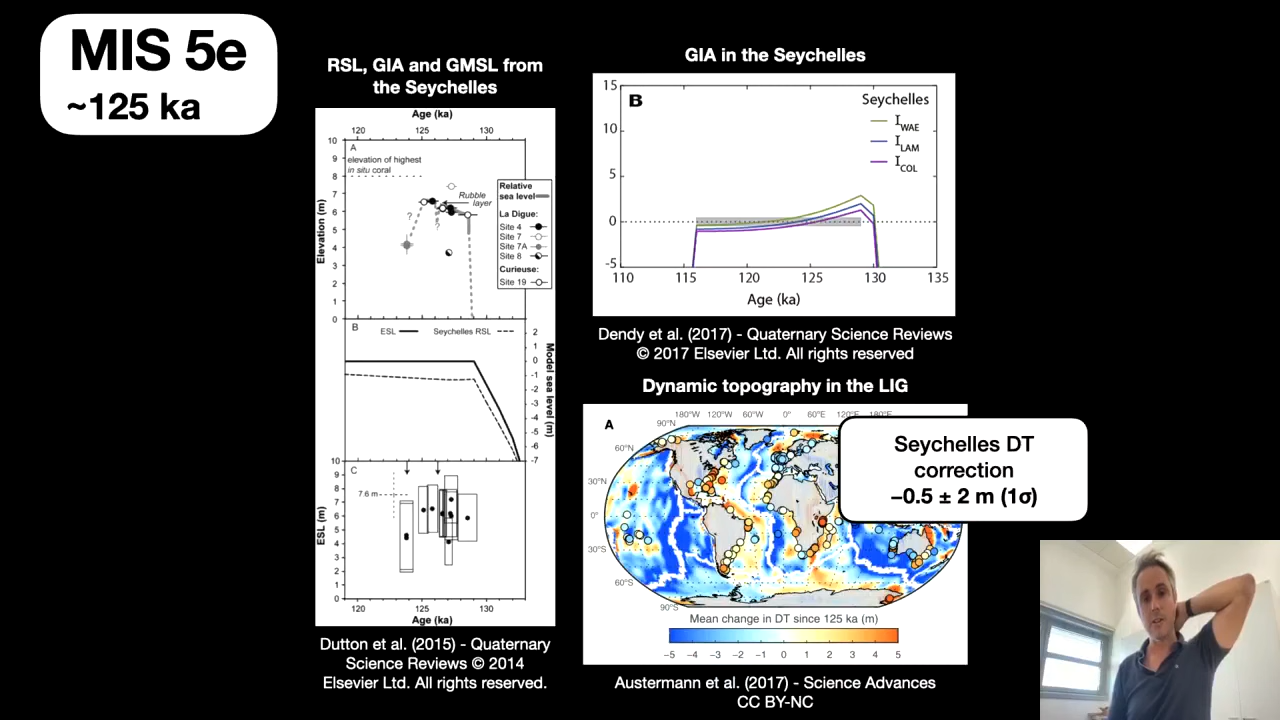 MIS 5e
~125 ka
RSL, GIA and GMSL from
the Seychelles
Age (ka)
120 125 130
10
9
8
7
6
5
4
3
2
1
0
Elevation (m)
A
elevation of highest
in situ coral
Rubble
layer
?
?
Relative
sea level
La Digue:
Site 4
Site 7
Site 7A
Site 8
Curieuse:
Site 19
B
ESL
Seychelles RSL
2
1
0
-1
-2
-3
-4
-5
-6
-7
Model sea level (m)
C
7.6 m
10
9
8
7
6
5
4
3
2
1
0
ESL (m)
120 125 130
Age (ka)
Dutton et al. (2015) - Quaternary
Science Reviews © 2014
Elsevier Ltd. All rights reserved.
GIA in the Seychelles
B
Seychelles
I WAE
I LAM
I COL
15
10
5
0
-5
110 115 120 125 130 135
Age (ka)
Dendy et al. (2017) - Quaternary Science Reviews
© 2017 Elsevier Ltd. All rights reserved
Dynamic topography in the LIG
A
180°W 120°W 60°W 0° 60°E 120°E 180°E
90°N
60°N
30°N
0°
30°S
60°S
90°S
Seychelles DT
correction
−0.5 ± 2 m (1σ)
Mean change in DT since 125 ka (m)
−5 −4 −3 −2 −1 0 1 2 3 4 5
Austermann et al. (2017) - Science Advances
CC BY-NC